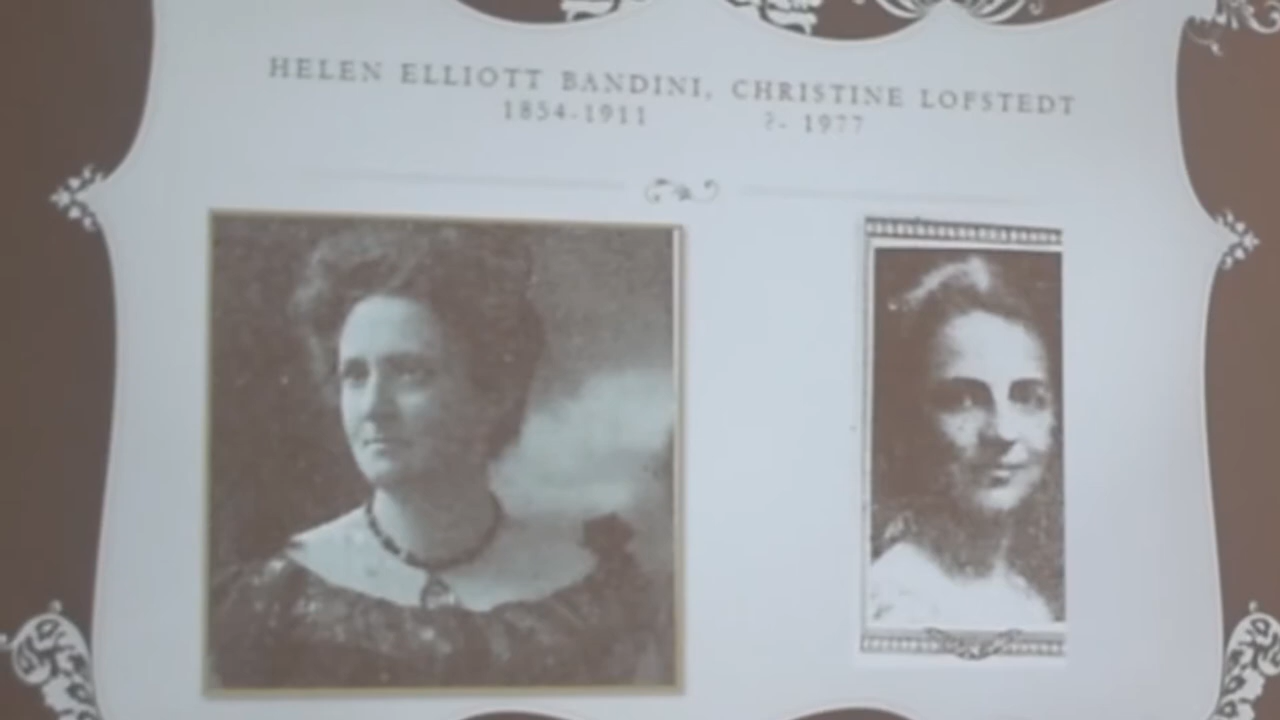 HELEN ELLIOTT BANDINI, CHRISTINE LOFSTEDT
1854-1911 ?- 1977